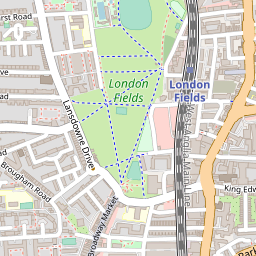 rst Road
London
Fields
London
Fields
Lansdowne Drive
West Anglia Main Line
Brougham Road
Broadway Market
King Edw